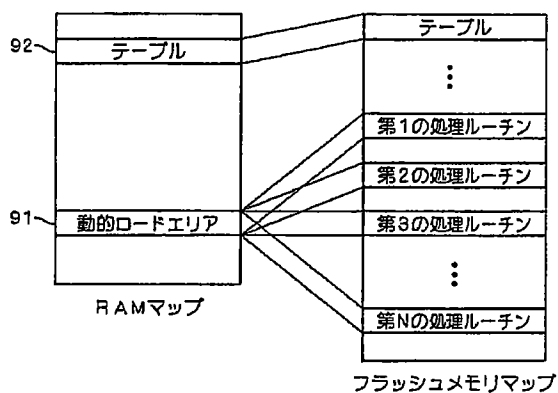 92
テーブル
91
動的ロードエリア
RAMマップ
テーブル
第1の処理ルーチン
第2の処理ルーチン
第3の処理ルーチン
第Nの処理ルーチン
フラッシュメモリマップ